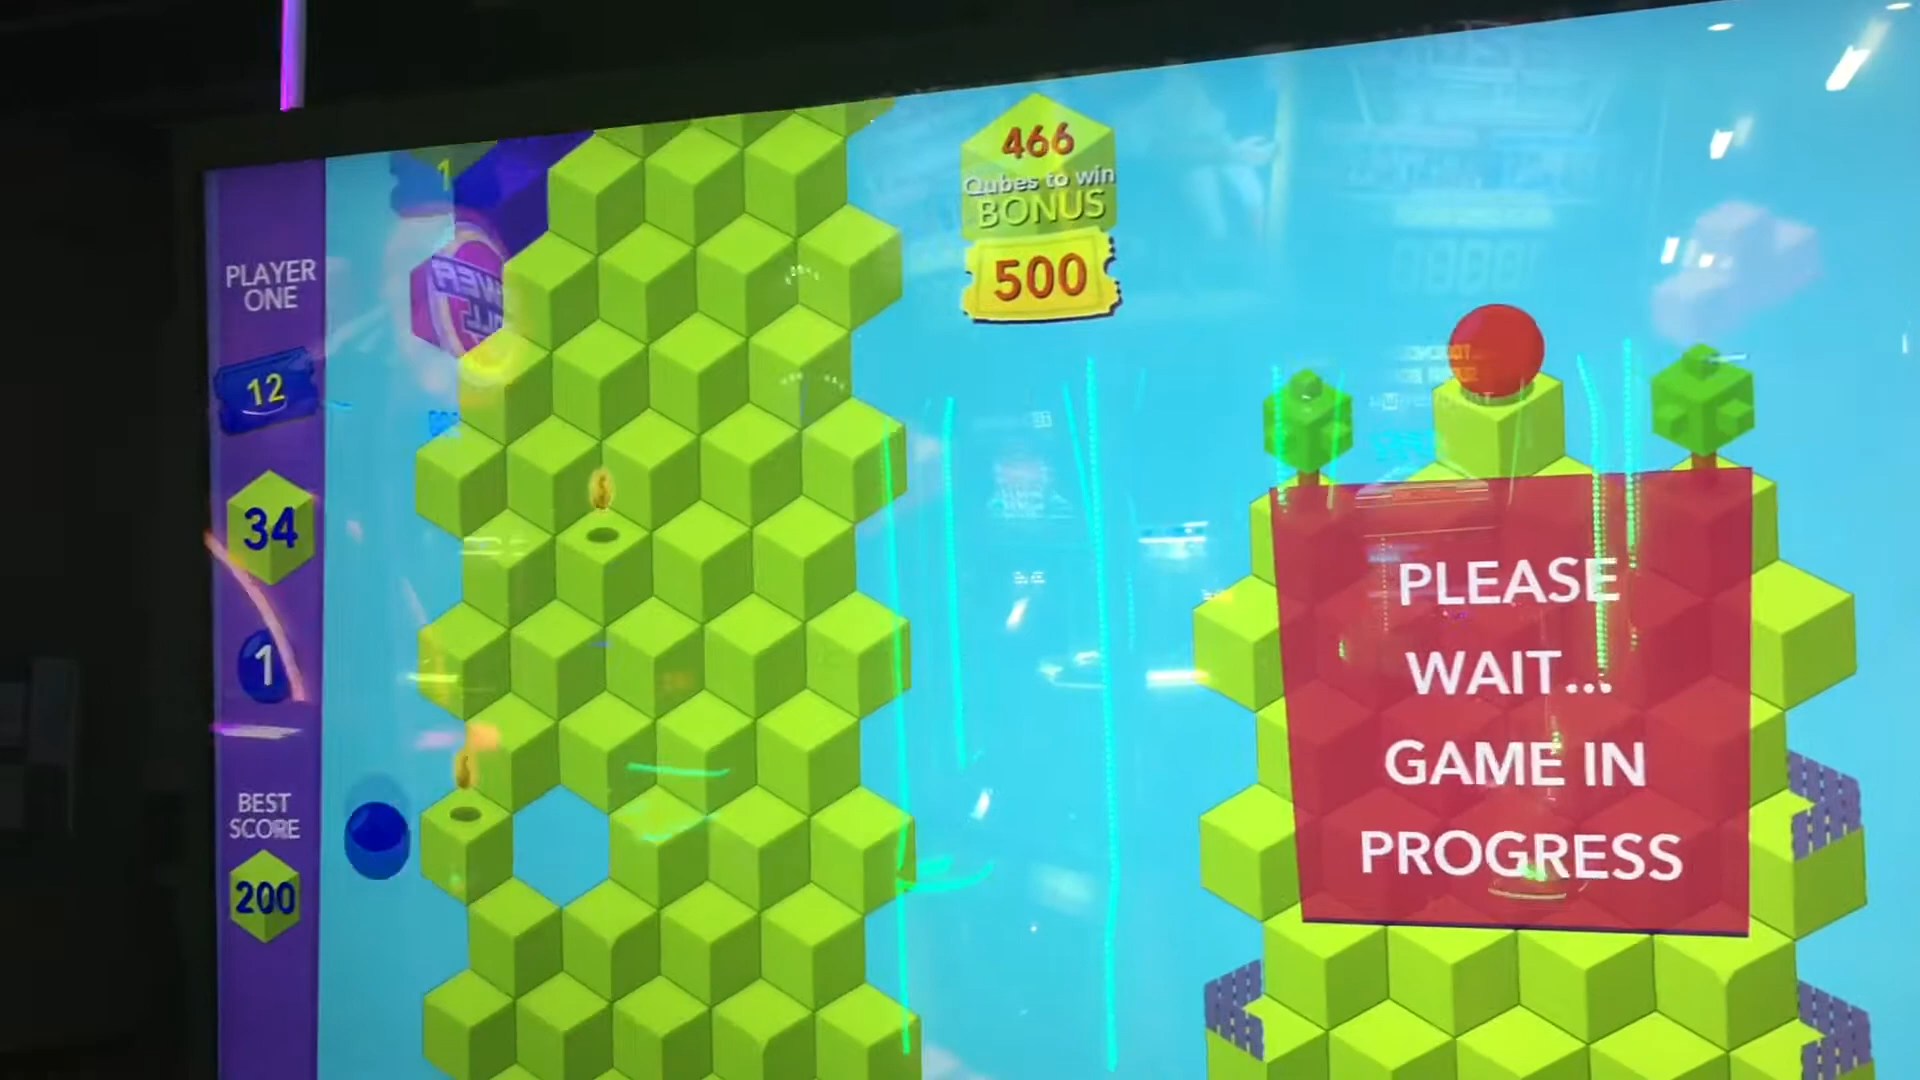 1
466
Qubes to win
BONUS
500
PLAYER
ONE
12
34
1
BEST
SCORE
200
PLEASE
WAIT...
GAME IN
PROGRESS